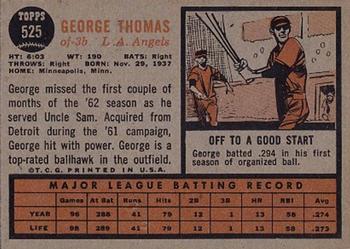 TOPPS
525
GEORGE THOMAS
of-3b L.A. Angels
HT: 6:03 WT: 190 BATS: Right
THROWS: Right BORN: Nov. 29, 1937
HOME: Minneapolis, Minn.
George missed the first couple
of months of the '62 season as he
served Uncle Sam. Acquired from
Detroit during the '61 campaign,
George hit with power. George is a
top-rated ballhawk in the outfield.
©T.C.G. PRINTED IN U.S.A.
OFF TO A GOOD START
George batted .294 in his first
season of organized ball.
MAJOR LEAGUE BATTING RECORD
Games At Bat Runs Hits 2B 3B HR RBI Avg.
YEAR 96 288 41 79 12 1 13 59 .274
LIFE 98 289 41 79 12 1 13 59 .273